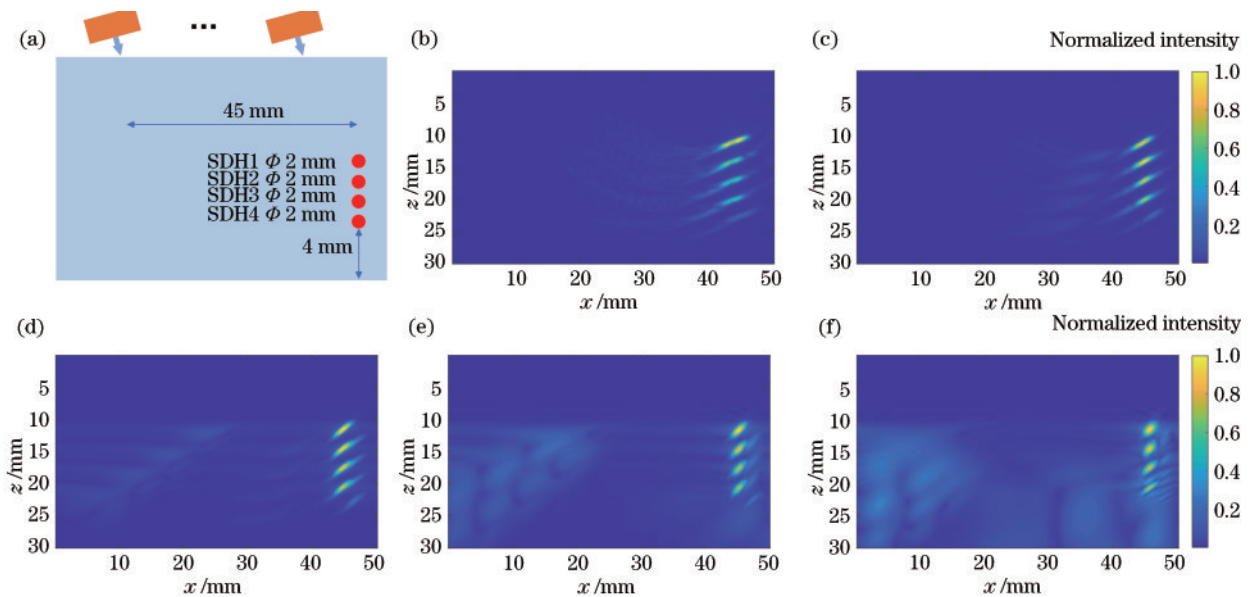 (a)
...
45 mm
SDH1 Φ 2 mm
SDH2 Φ 2 mm
SDH3 Φ 2 mm
SDH4 Φ 2 mm
4 mm
(b)
5
10
15
20
25
30
z /mm
10 20 30 40 50
x /mm
(c)
Normalized intensity
5
10
15
20
25
30
z /mm
10 20 30 40 50
x /mm
1.0
0.8
0.6
0.4
0.2
(d)
5
10
15
20
25
30
z /mm
10 20 30 40 50
x /mm
(e)
5
10
15
20
25
30
z /mm
10 20 30 40 50
x /mm
(f)
Normalized intensity
5
10
15
20
25
30
z /mm
10 20 30 40 50
x /mm
1.0
0.8
0.6
0.4
0.2